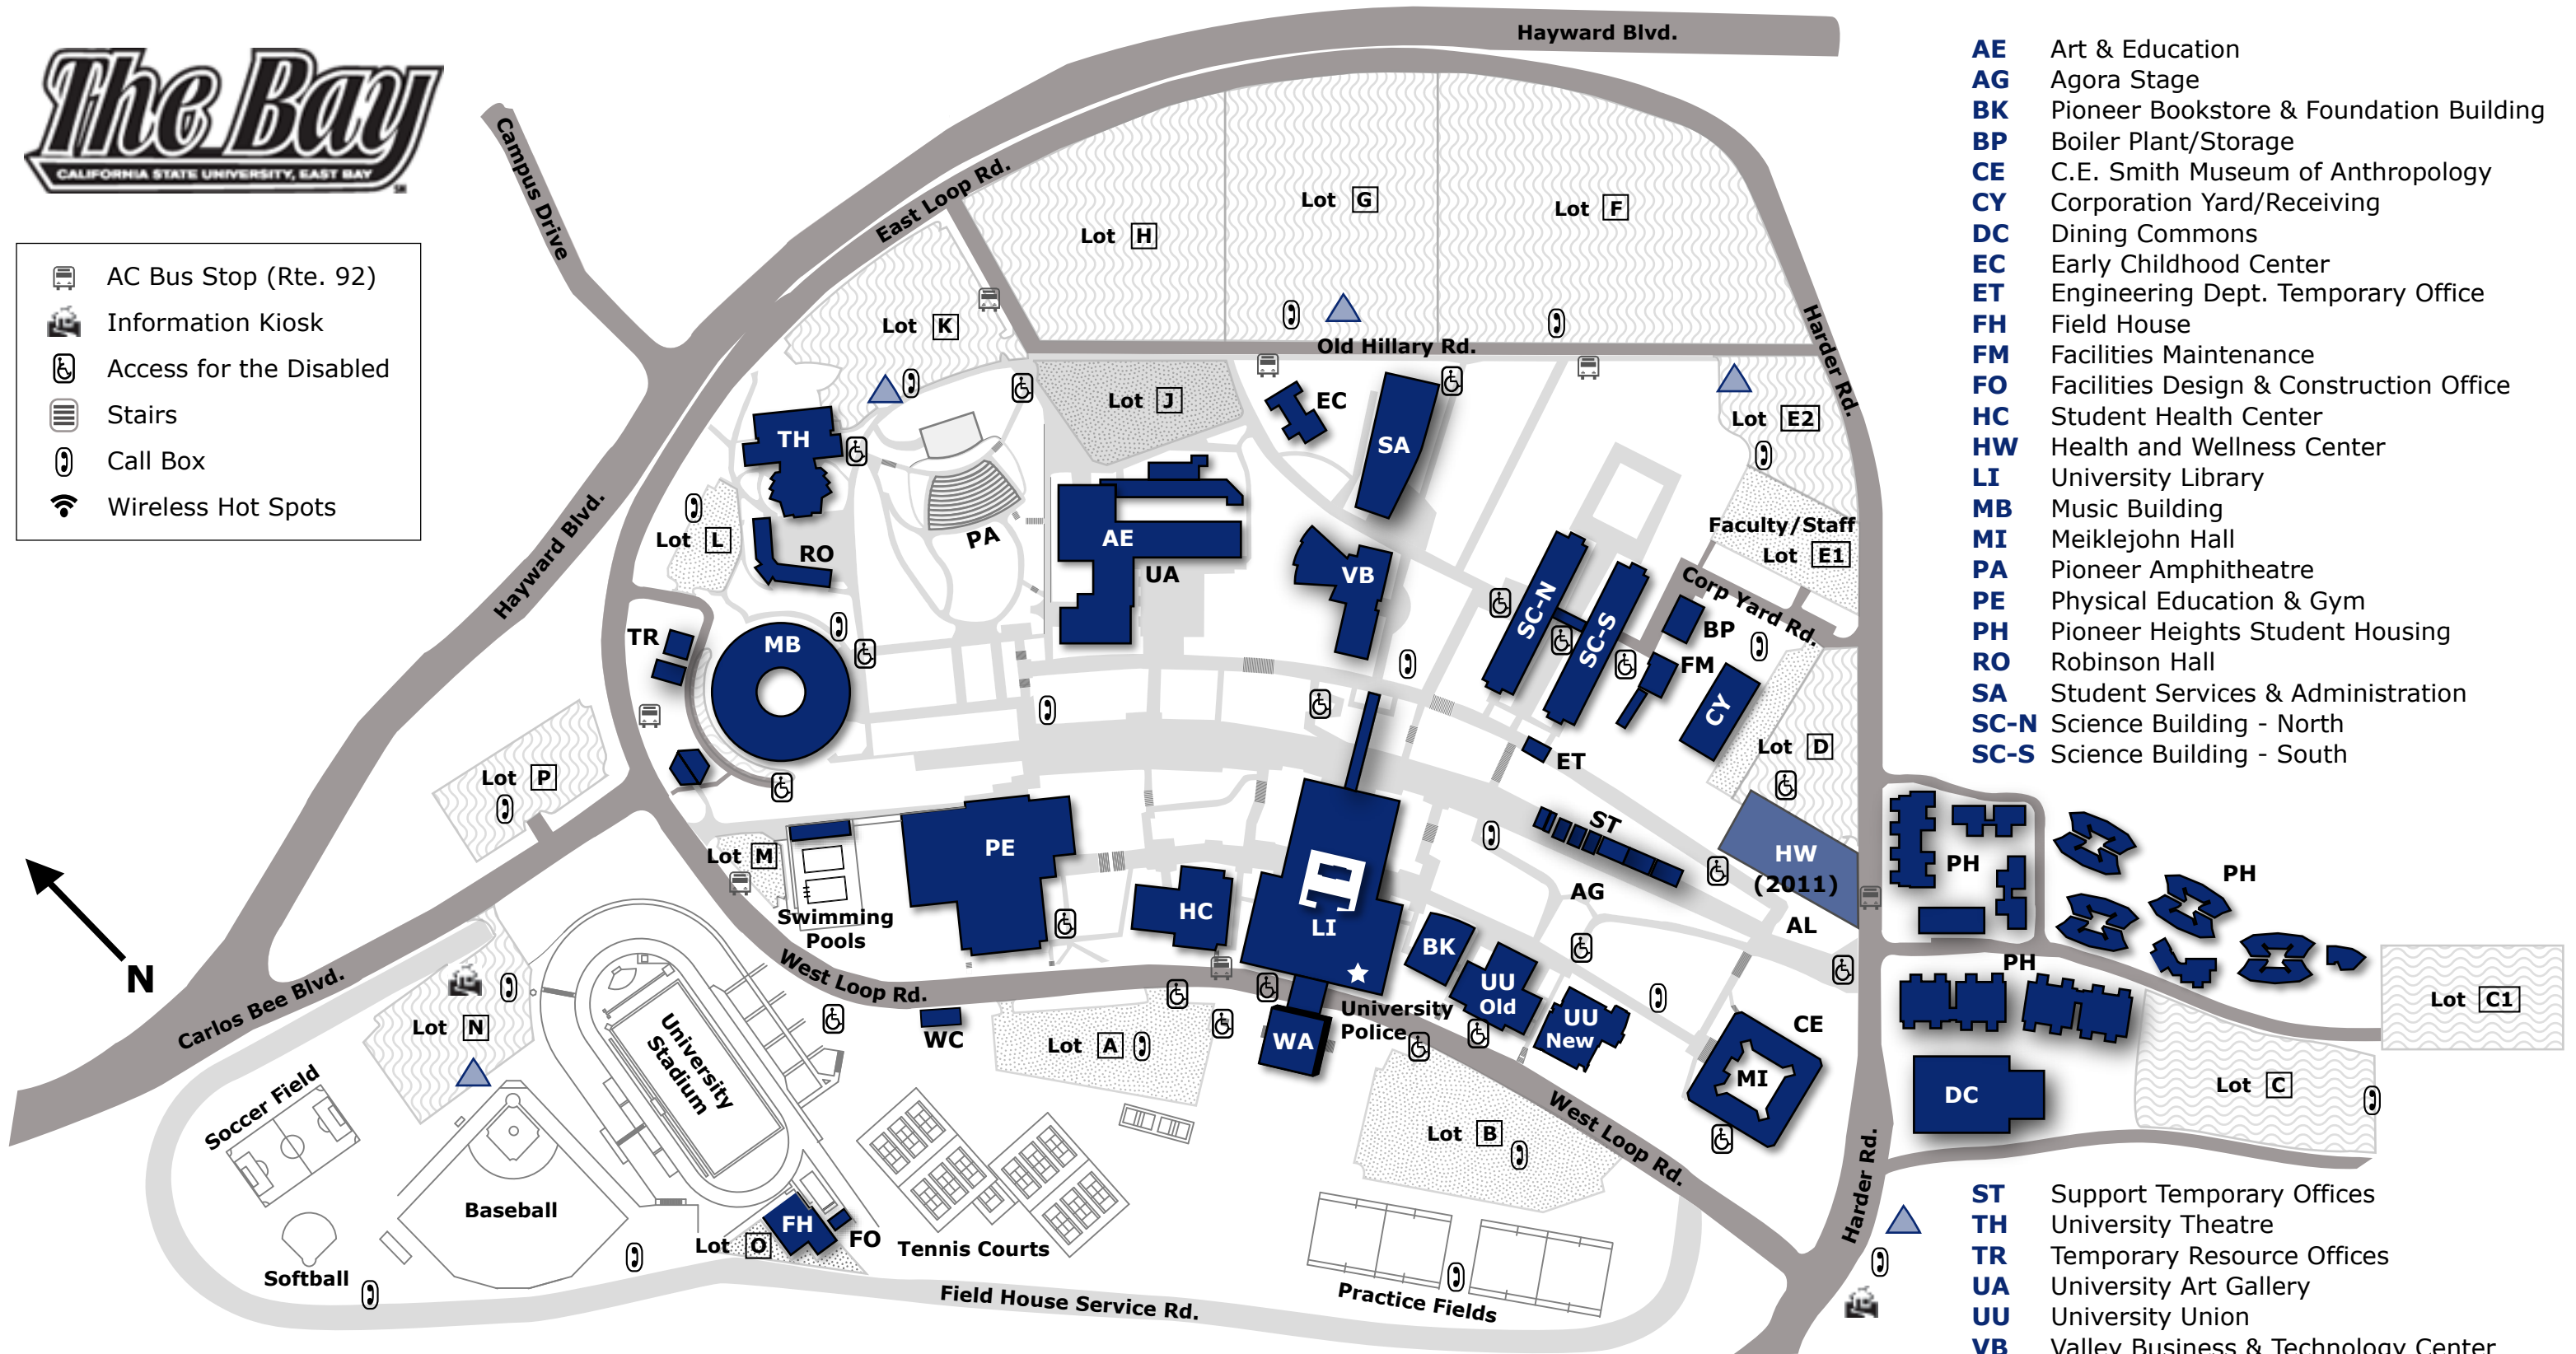 The Bay
CALIFORNIA STATE UNIVERSITY, EAST BAY
SM
AC Bus Stop (Rte. 92)
Information Kiosk
Access for the Disabled
Stairs
Call Box
Wireless Hot Spots
Hayward Blvd.
Campus Drive
East Loop Rd.
Lot H
Lot G
Lot F
Lot K
Old Hillary Rd.
Harder Rd.
Lot J
EC
SA
Lot E2
TH
PA
AE
UA
VB
Lot L
RO
Hayward Blvd.
Faculty/Staff
Lot E1
Corp Yard Rd.
SC-N
SC-S
BP
FM
CY
TR
MB
Lot D
ET
Lot P
ST
HW
(2011)
PH
PH
Lot M
PE
Swimming
Pools
HC
LI
AG
AL
BK
UU
Old
UU
New
PH
Lot C1
N
Carlos Bee Blvd.
Lot N
West Loop Rd.
WC
Lot A
WA
University
Police
CE
MI
University
Stadium
Soccer Field
Lot B
West Loop Rd.
DC
Lot C
Harder Rd.
Baseball
Softball
Lot O
FH
FO
Tennis Courts
Field House Service Rd.
Practice Fields
AE Art & Education
AG Agora Stage
BK Pioneer Bookstore & Foundation Building
BP Boiler Plant/Storage
CE C.E. Smith Museum of Anthropology
CY Corporation Yard/Receiving
DC Dining Commons
EC Early Childhood Center
ET Engineering Dept. Temporary Office
FH Field House
FM Facilities Maintenance
FO Facilities Design & Construction Office
HC Student Health Center
HW Health and Wellness Center
LI University Library
MB Music Building
MI Meiklejohn Hall
PA Pioneer Amphitheatre
PE Physical Education & Gym
PH Pioneer Heights Student Housing
RO Robinson Hall
SA Student Services & Administration
SC-N Science Building - North
SC-S Science Building - South
ST Support Temporary Offices
TH University Theatre
TR Temporary Resource Offices
UA University Art Gallery
UU University Union
VB Valley Business & Technology Center